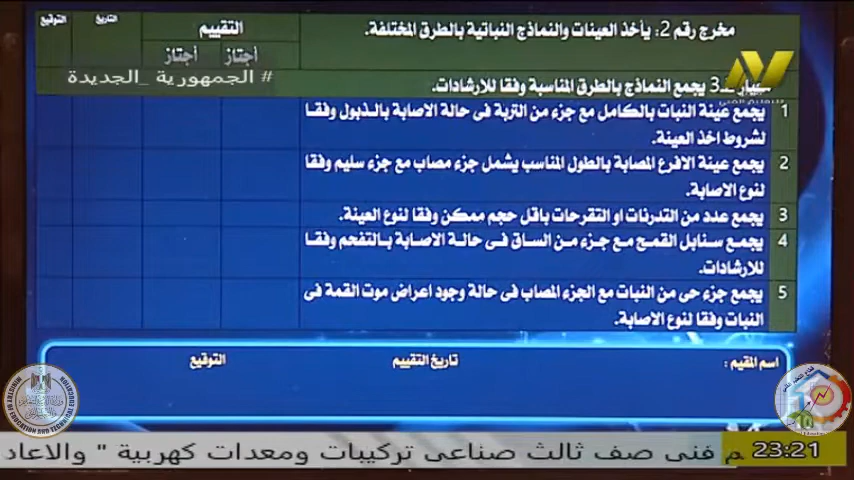 مخرج رقم 2: يأخذ العينات والنماذج النباتية بالطرق المختلفة.
التقييم
التاريخ
التوقيع
أجتاز
أجتاز
# الجمهورية _الجديدة
3 يجمع النماذج بالطرق المناسبة وفقا للارشادات.
1 يجمع عينة النبات بالكامل مع جزء من التربة فى حالة الاصابة بالذبول وفقا
لشروط اخذ العينة.
2 يجمع عينة الافرع المصابة بالطول المناسب يشمل جزء مصاب مع جزء سليم وفقا
لنوع الاصابة.
3 يجمع عدد من التدرنات او التقرحات باقل حجم ممكن وفقا لنوع العينة.
4 يجمع سنابل القمح مع جزء من الساق فى حالة الاصابة بالتفحم وفقا
للارشادات.
5 يجمع جزء حى من النبات مع الجزء المصاب فى حالة وجود اعراض موت القمة فى
النبات وفقا لنوع الاصابة.
اسم المقيم :
تاريخ التقييم
التوقيع
MINISTRY OF EDUCATION AND TECHNICAL EDUCATION
فنى صف ثالث صناعى تركيبات ومعدات كهربية " والاعاد
23:21